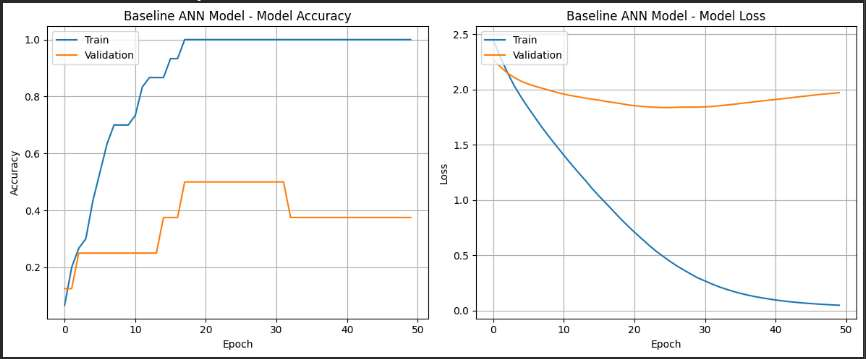 Baseline ANN Model - Model Accuracy
Train
Validation
1.0
0.8
0.6
0.4
0.2
Accuracy
0 10 20 30 40 50
Epoch
Baseline ANN Model - Model Loss
Train
Validation
2.5
2.0
1.5
1.0
0.5
0.0
Loss
0 10 20 30 40 50
Epoch